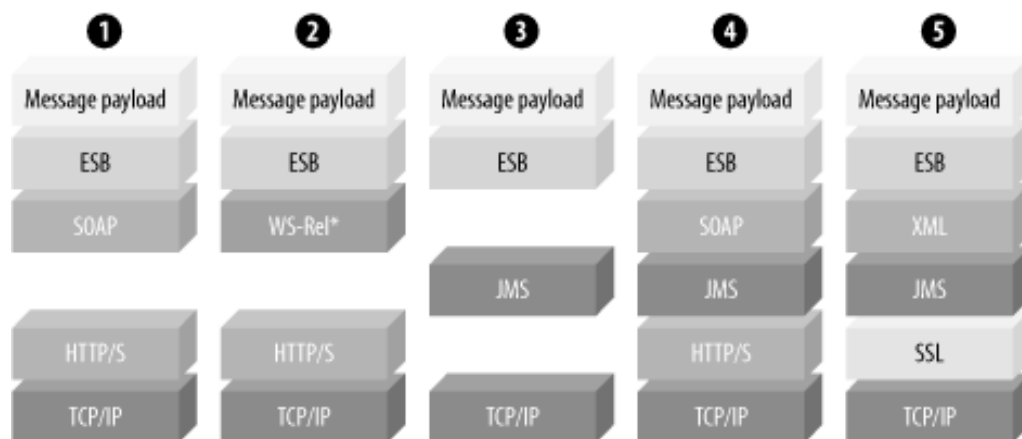 1 2 3 4 5
Message payload Message payload Message payload Message payload Message payload
ESB ESB ESB ESB ESB
SOAP WS-Rel* SOAP XML
JMS JMS JMS
HTTP/S HTTP/S HTTP/S SSL
TCP/IP TCP/IP TCP/IP TCP/IP TCP/IP